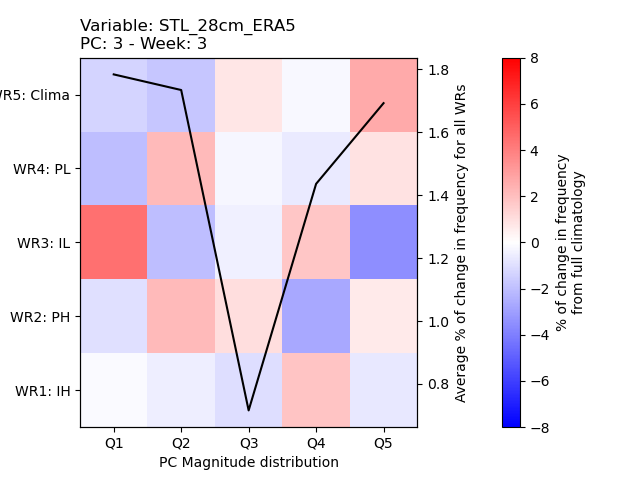 Variable: STL_28cm_ERA5
PC: 3 - Week: 3
WR5: Clima
WR4: PL
WR3: IL
WR2: PH
WR1: IH
Q1 Q2 Q3 Q4 Q5
PC Magnitude distribution
1.8
1.6
1.4
1.2
1.0
0.8
Average % of change in frequency for all WRs
8
6
4
2
0
−2
−4
−6
−8
% of change in frequency
from full climatology